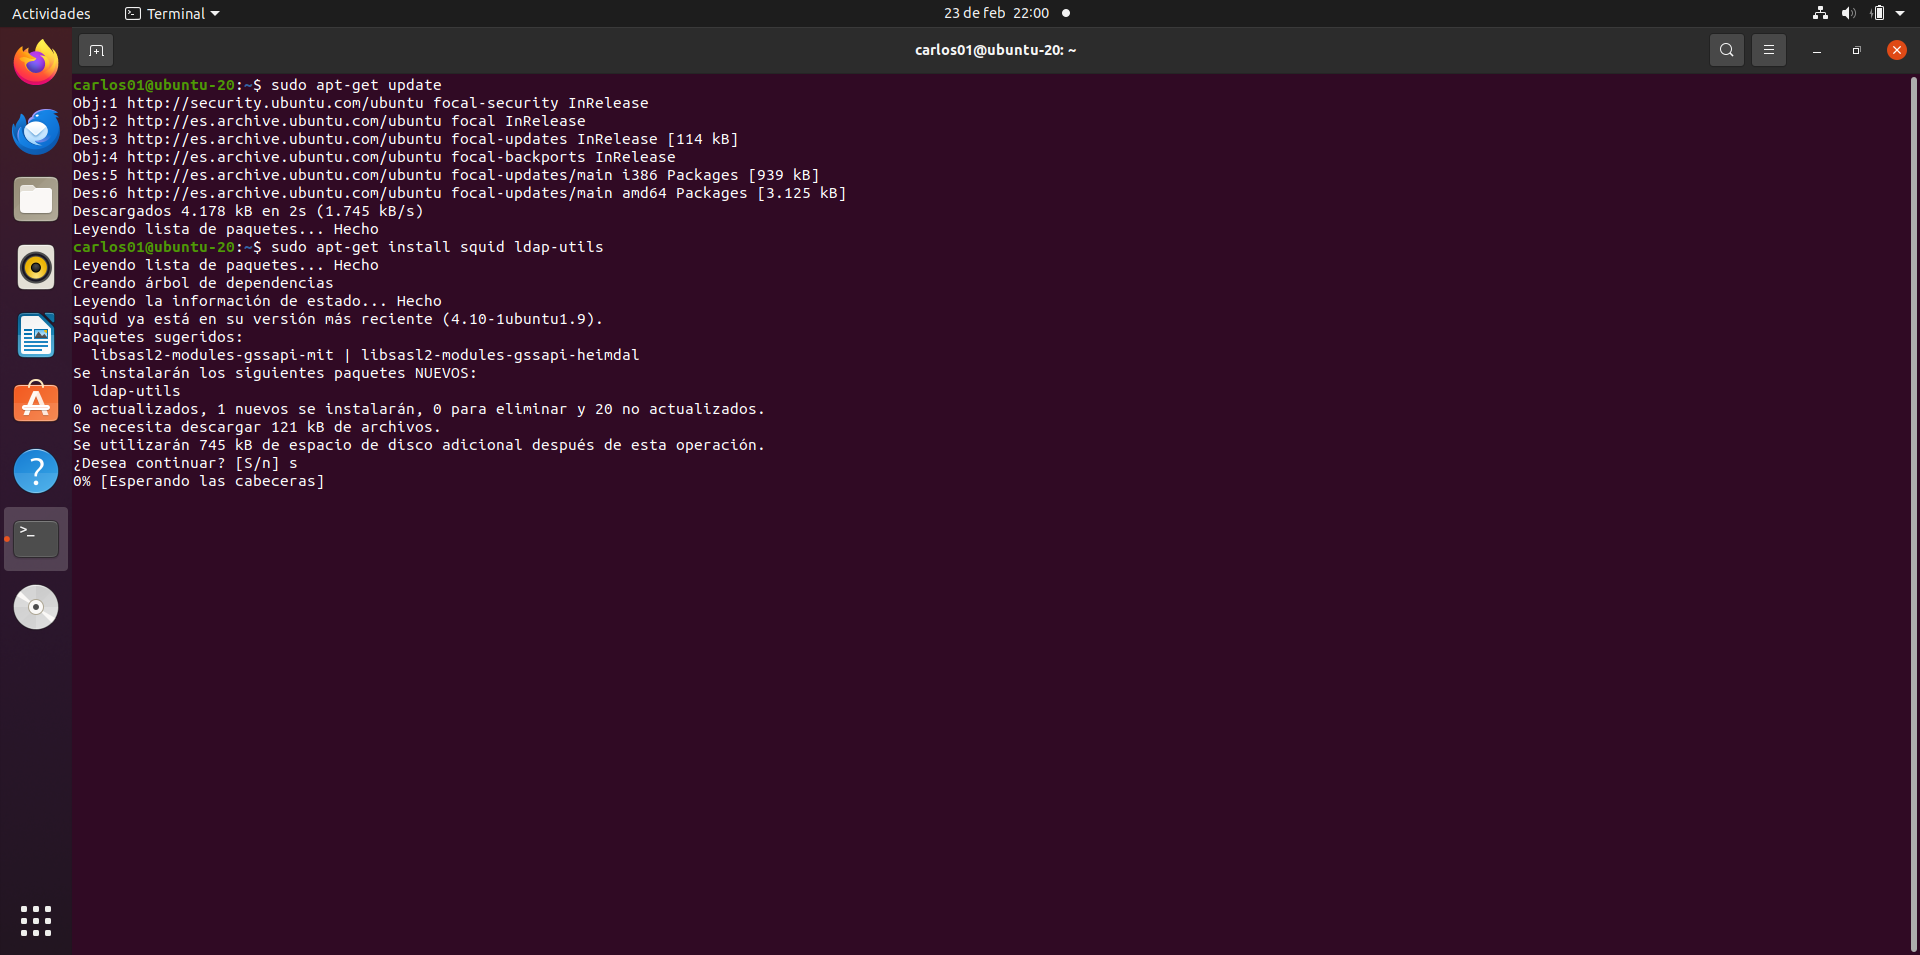 Actividades
Terminal
23 de feb 22:00
carlos01@ubuntu-20: ~
carlos01@ubuntu-20:~$ sudo apt-get update
Obj:1 http://security.ubuntu.com/ubuntu focal-security InRelease
Obj:2 http://es.archive.ubuntu.com/ubuntu focal InRelease
Des:3 http://es.archive.ubuntu.com/ubuntu focal-updates InRelease [114 kB]
Obj:4 http://es.archive.ubuntu.com/ubuntu focal-backports InRelease
Des:5 http://es.archive.ubuntu.com/ubuntu focal-updates/main i386 Packages [939 kB]
Des:6 http://es.archive.ubuntu.com/ubuntu focal-updates/main amd64 Packages [3.125 kB]
Descargados 4.178 kB en 2s (1.745 kB/s)
Leyendo lista de paquetes... Hecho
carlos01@ubuntu-20:~$ sudo apt-get install squid ldap-utils
Leyendo lista de paquetes... Hecho
Creando árbol de dependencias
Leyendo la información de estado... Hecho
squid ya está en su versión más reciente (4.10-1ubuntu1.9).
Paquetes sugeridos:
  libsasl2-modules-gssapi-mit | libsasl2-modules-gssapi-heimdal
Se instalarán los siguientes paquetes NUEVOS:
  ldap-utils
0 actualizados, 1 nuevos se instalarán, 0 para eliminar y 20 no actualizados.
Se necesita descargar 121 kB de archivos.
Se utilizarán 745 kB de espacio de disco adicional después de esta operación.
¿Desea continuar? [S/n] s
0% [Esperando las cabeceras]